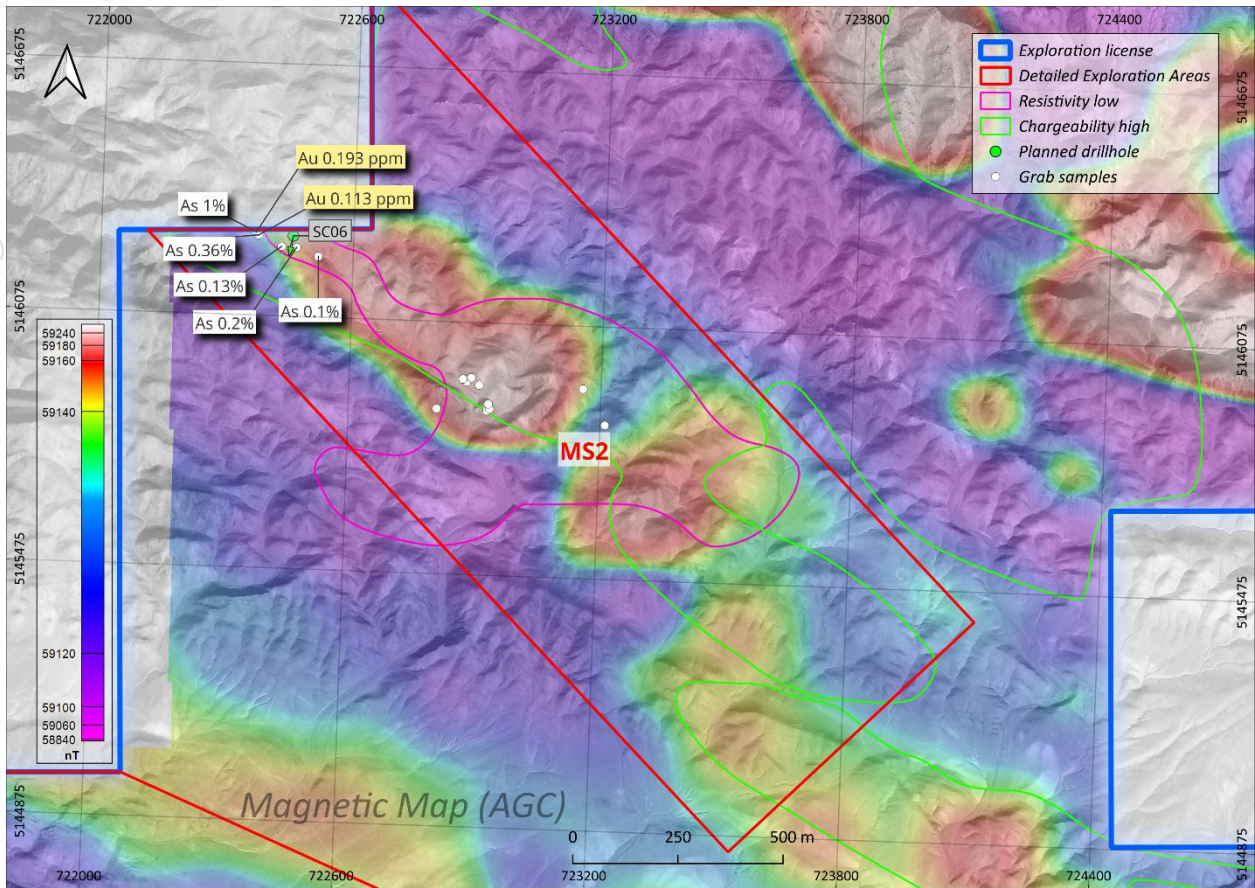 722000
722600
723200
723800
724400
5146675
5146675
Exploration license
Detailed Exploration Areas
Resistivity low
Chargeability high
Planned drillhole
Grab samples
Au 0.193 ppm
As 1%
Au 0.113 ppm
SC06
As 0.36%
As 0.13%
As 0.2%
As 0.1%
5146075
5146075
59240
59180
59160
59140
59120
59100
59060
58840
nT
MS2
5145475
5145475
Magnetic Map (AGC)
0 250 500 m
5144875
5144875
722000
722600
723200
723800
724400